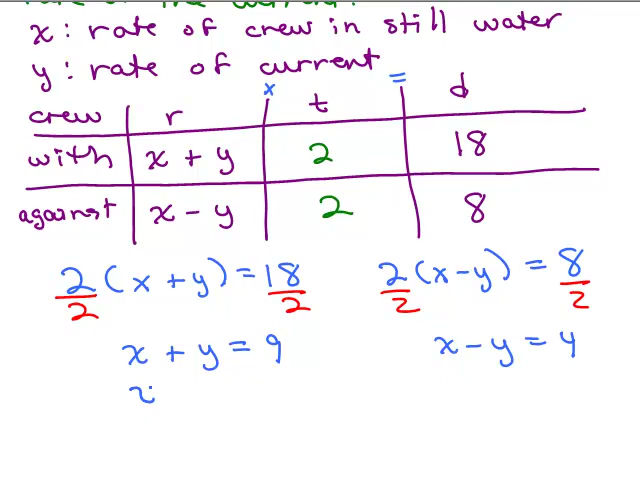 x : rate of crew in still water
y : rate of current
crew r x t = d
with x + y 2 18
against x - y 2 8
2(x + y) = 18 2(x - y) = 8
2 2 2 2
x + y = 9 x - y = 4